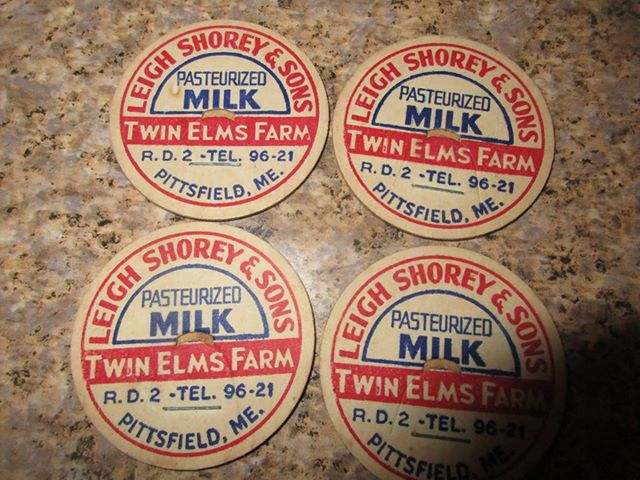 LEIGH SHOREY & SONS
PASTEURIZED
MILK
TWIN ELMS FARM
R.D. 2 - TEL. 96-21
PITTSFIELD, ME.
LEIGH SHOREY & SONS
PASTEURIZED
MILK
TWIN ELMS FARM
R.D. 2 - TEL. 96-21
PITTSFIELD, ME.
LEIGH SHOREY & SONS
PASTEURIZED
MILK
TWIN ELMS FARM
R.D. 2 - TEL. 96-21
PITTSFIELD, ME.
LEIGH SHOREY & SONS
PASTEURIZED
MILK
TWIN ELMS FARM
R.D. 2 - TEL. 96-21
PITTSFIELD, ME.